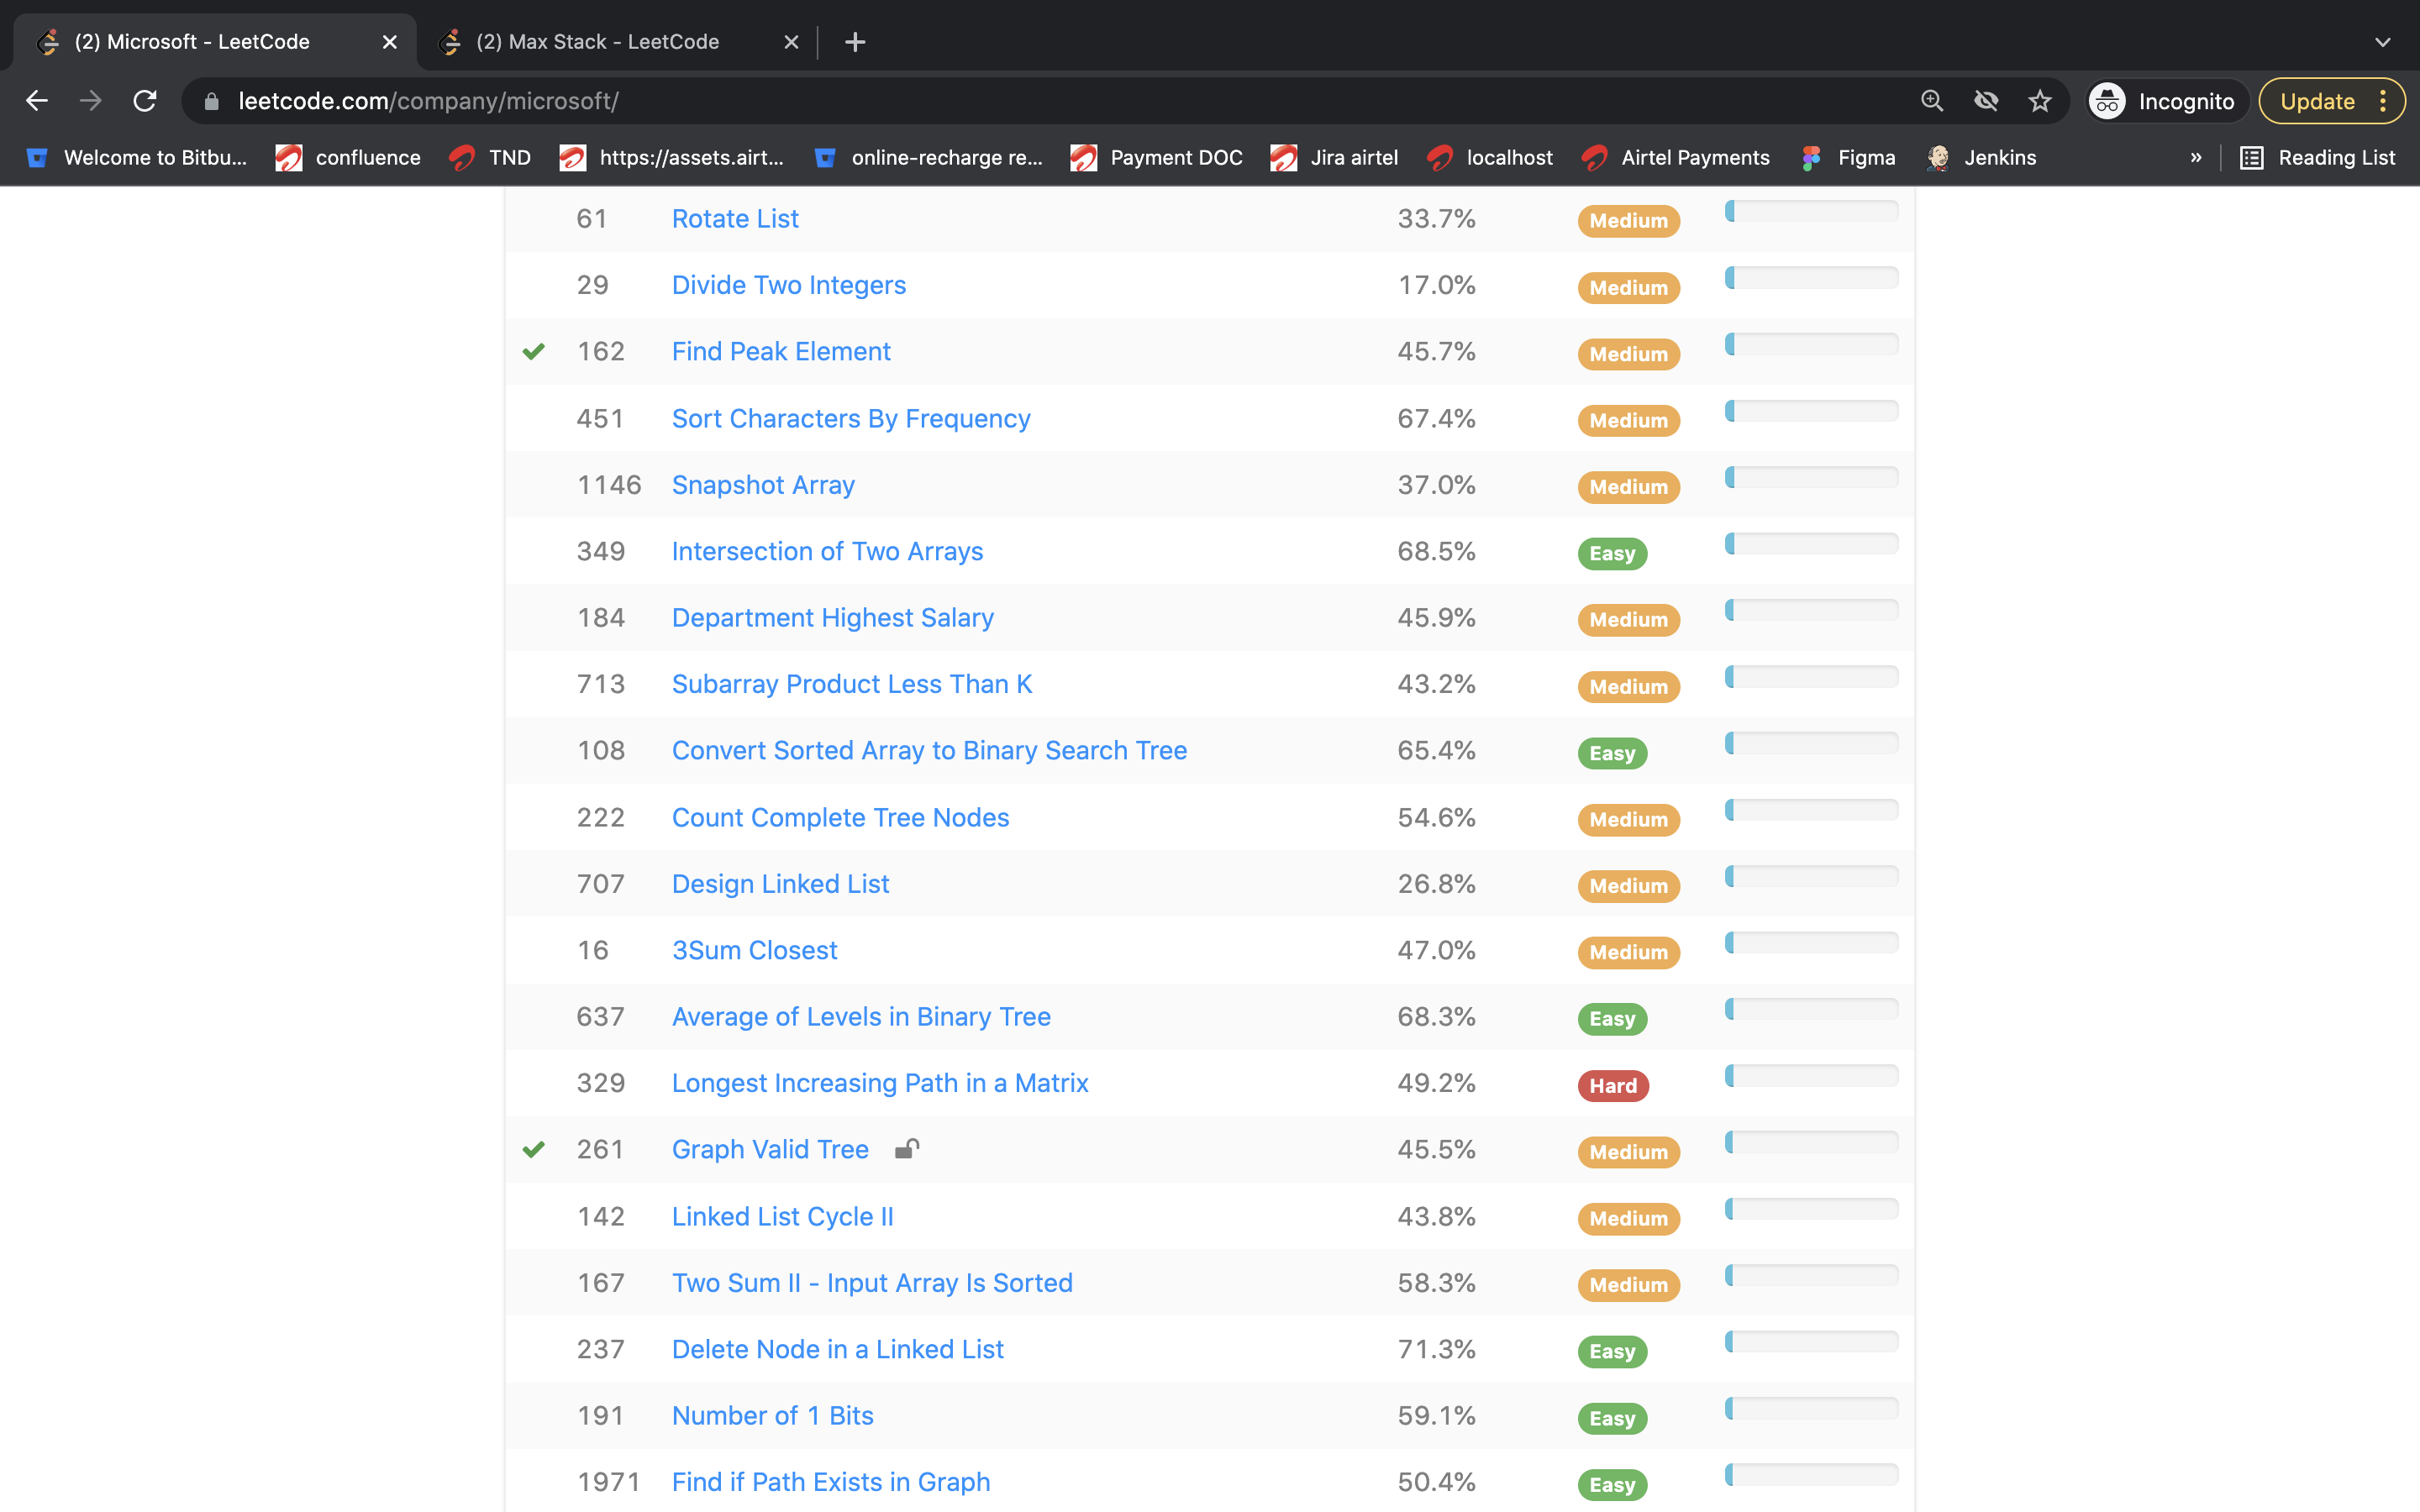 (2) Microsoft - LeetCode (2) Max Stack - LeetCode
leetcode.com/company/microsoft/ Incognito Update
Welcome to Bitbu... confluence TND https://assets.airt... online-recharge re... Payment DOC Jira airtel localhost Airtel Payments Figma Jenkins » Reading List
61 Rotate List 33.7% Medium
29 Divide Two Integers 17.0% Medium
162 Find Peak Element 45.7% Medium
451 Sort Characters By Frequency 67.4% Medium
1146 Snapshot Array 37.0% Medium
349 Intersection of Two Arrays 68.5% Easy
184 Department Highest Salary 45.9% Medium
713 Subarray Product Less Than K 43.2% Medium
108 Convert Sorted Array to Binary Search Tree 65.4% Easy
222 Count Complete Tree Nodes 54.6% Medium
707 Design Linked List 26.8% Medium
16 3Sum Closest 47.0% Medium
637 Average of Levels in Binary Tree 68.3% Easy
329 Longest Increasing Path in a Matrix 49.2% Hard
261 Graph Valid Tree 45.5% Medium
142 Linked List Cycle II 43.8% Medium
167 Two Sum II - Input Array Is Sorted 58.3% Medium
237 Delete Node in a Linked List 71.3% Easy
191 Number of 1 Bits 59.1% Easy
1971 Find if Path Exists in Graph 50.4% Easy